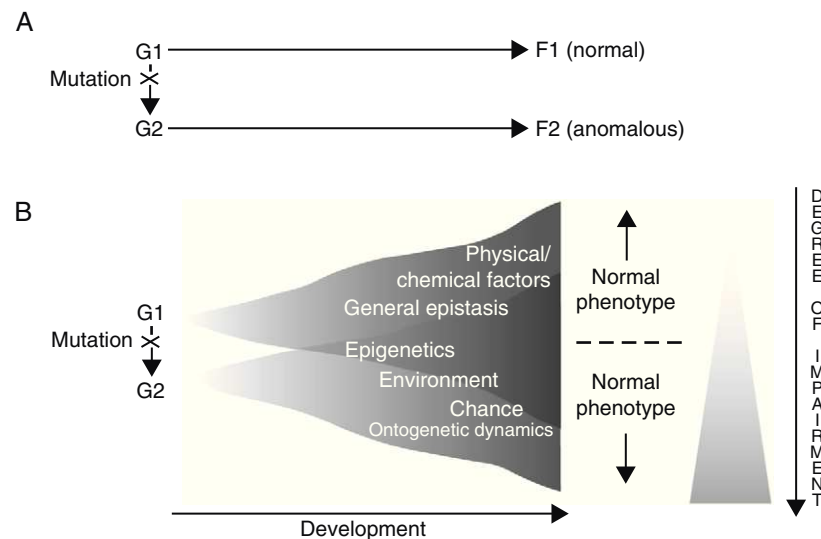 A
G1
F1 (normal)
Mutation
G2
F2 (anomalous)
B
G1
Mutation
G2
Physical/
chemical factors
General epistasis
Epigenetics
Environment
Chance
Ontogenetic dynamics
Normal
phenotype
Normal
phenotype
DEGREE OF IMPAIRMENT
Development